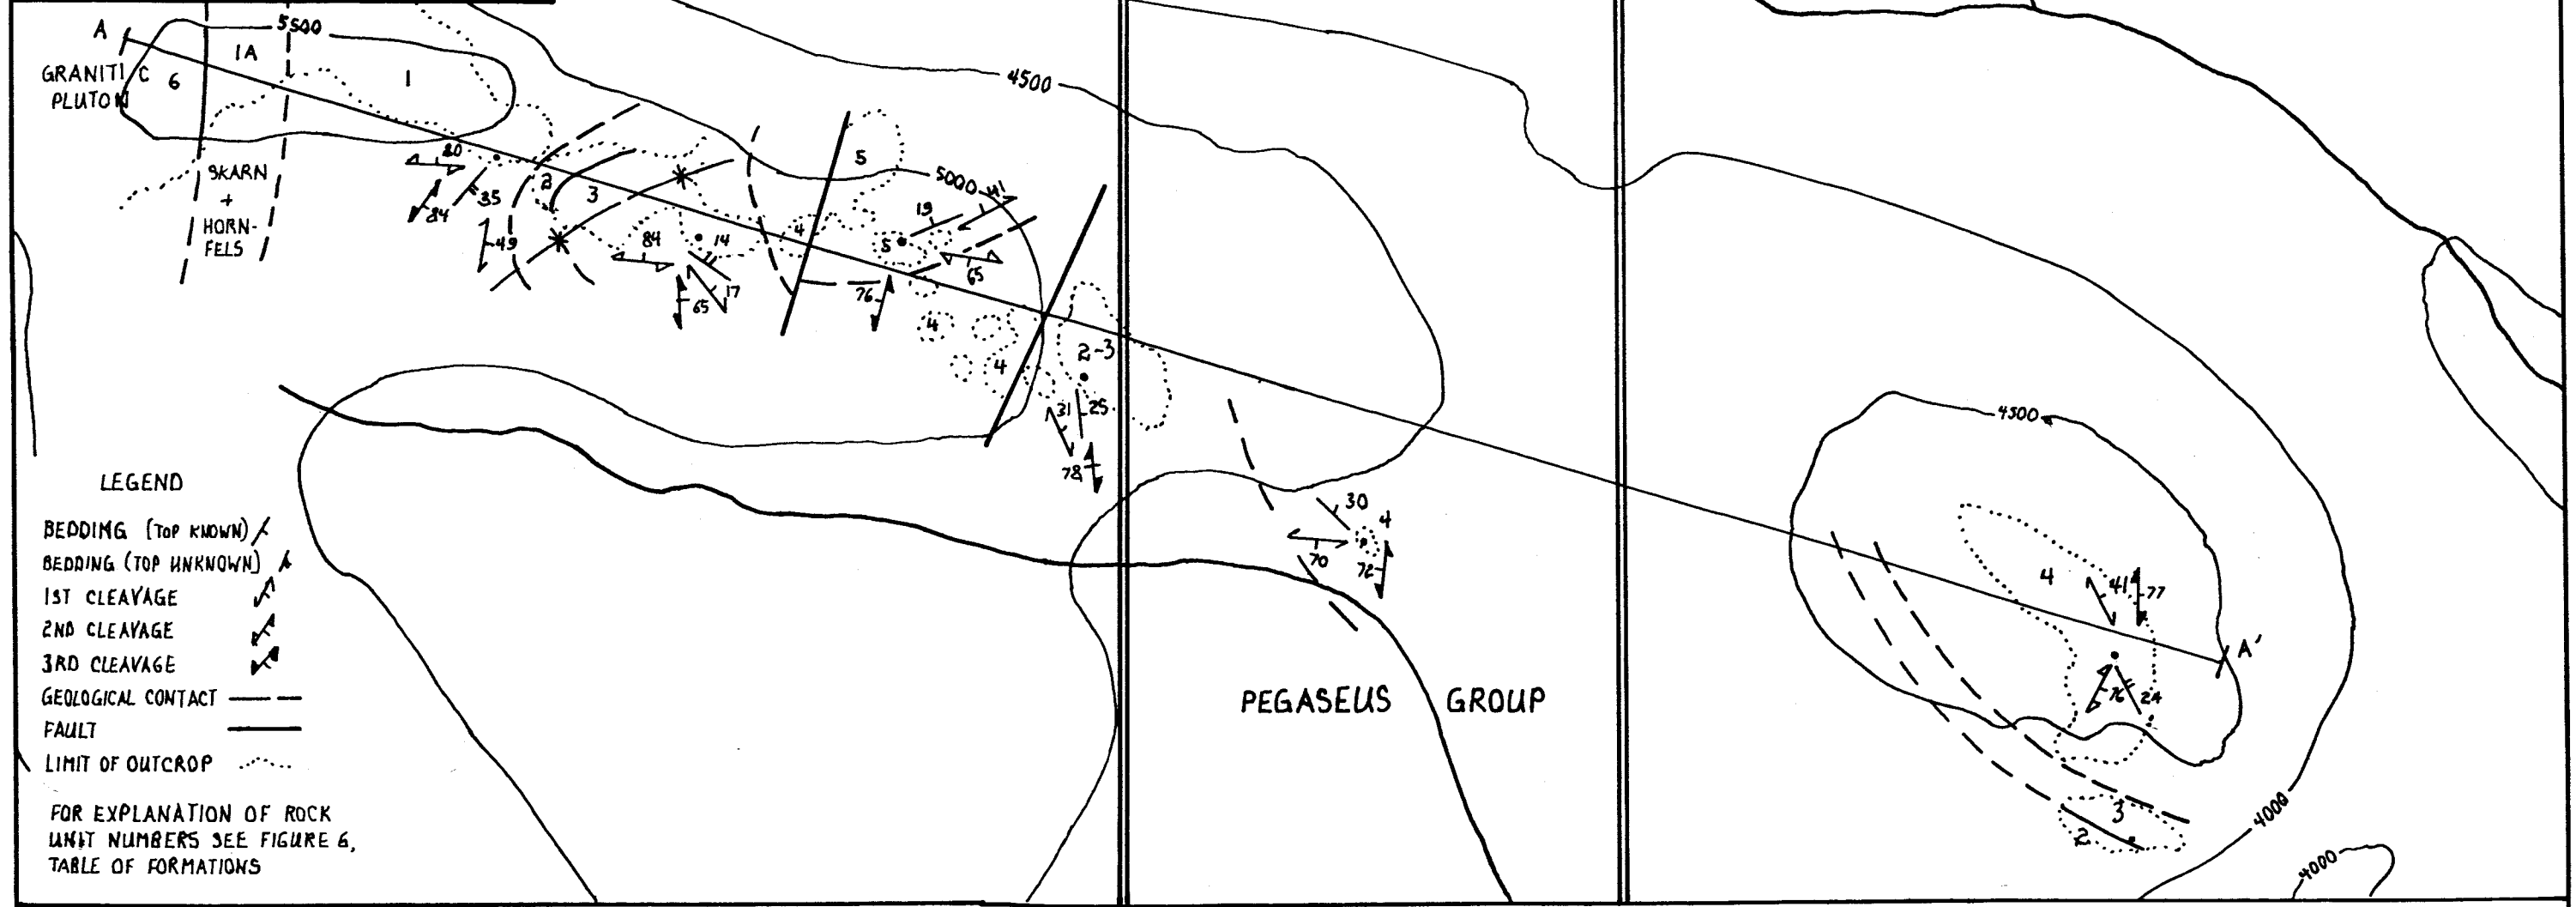 A
5500
1A
GRANITIC
6
1
PLUTON
4500
SKARN
+
HORN-
FELS
80
84
35
49
2
3
84
14
65
17
4
5
5000
41
19
5
65
76
4
4
2-3
31
25
78
30
4
70
72
4500
4
41
77
A'
76
24
3
2
4000
4000
PEGASEUS GROUP
LEGEND
BEDDING (TOP KNOWN)
BEDDING (TOP UNKNOWN)
1ST CLEAVAGE
2ND CLEAVAGE
3RD CLEAVAGE
GEOLOGICAL CONTACT
FAULT
LIMIT OF OUTCROP
FOR EXPLANATION OF ROCK
UNIT NUMBERS SEE FIGURE 6,
TABLE OF FORMATIONS